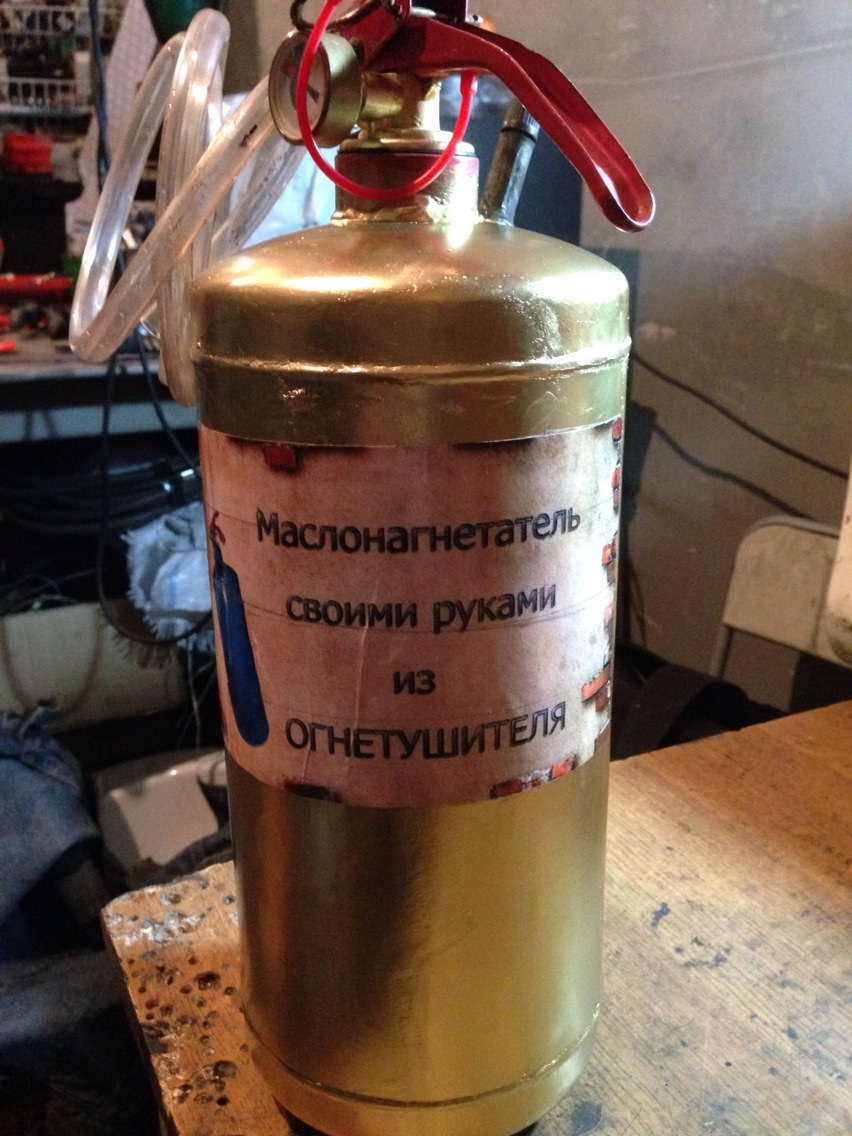 Маслонагнетатель
своими руками
из
ОГНЕТУШИТЕЛЯ